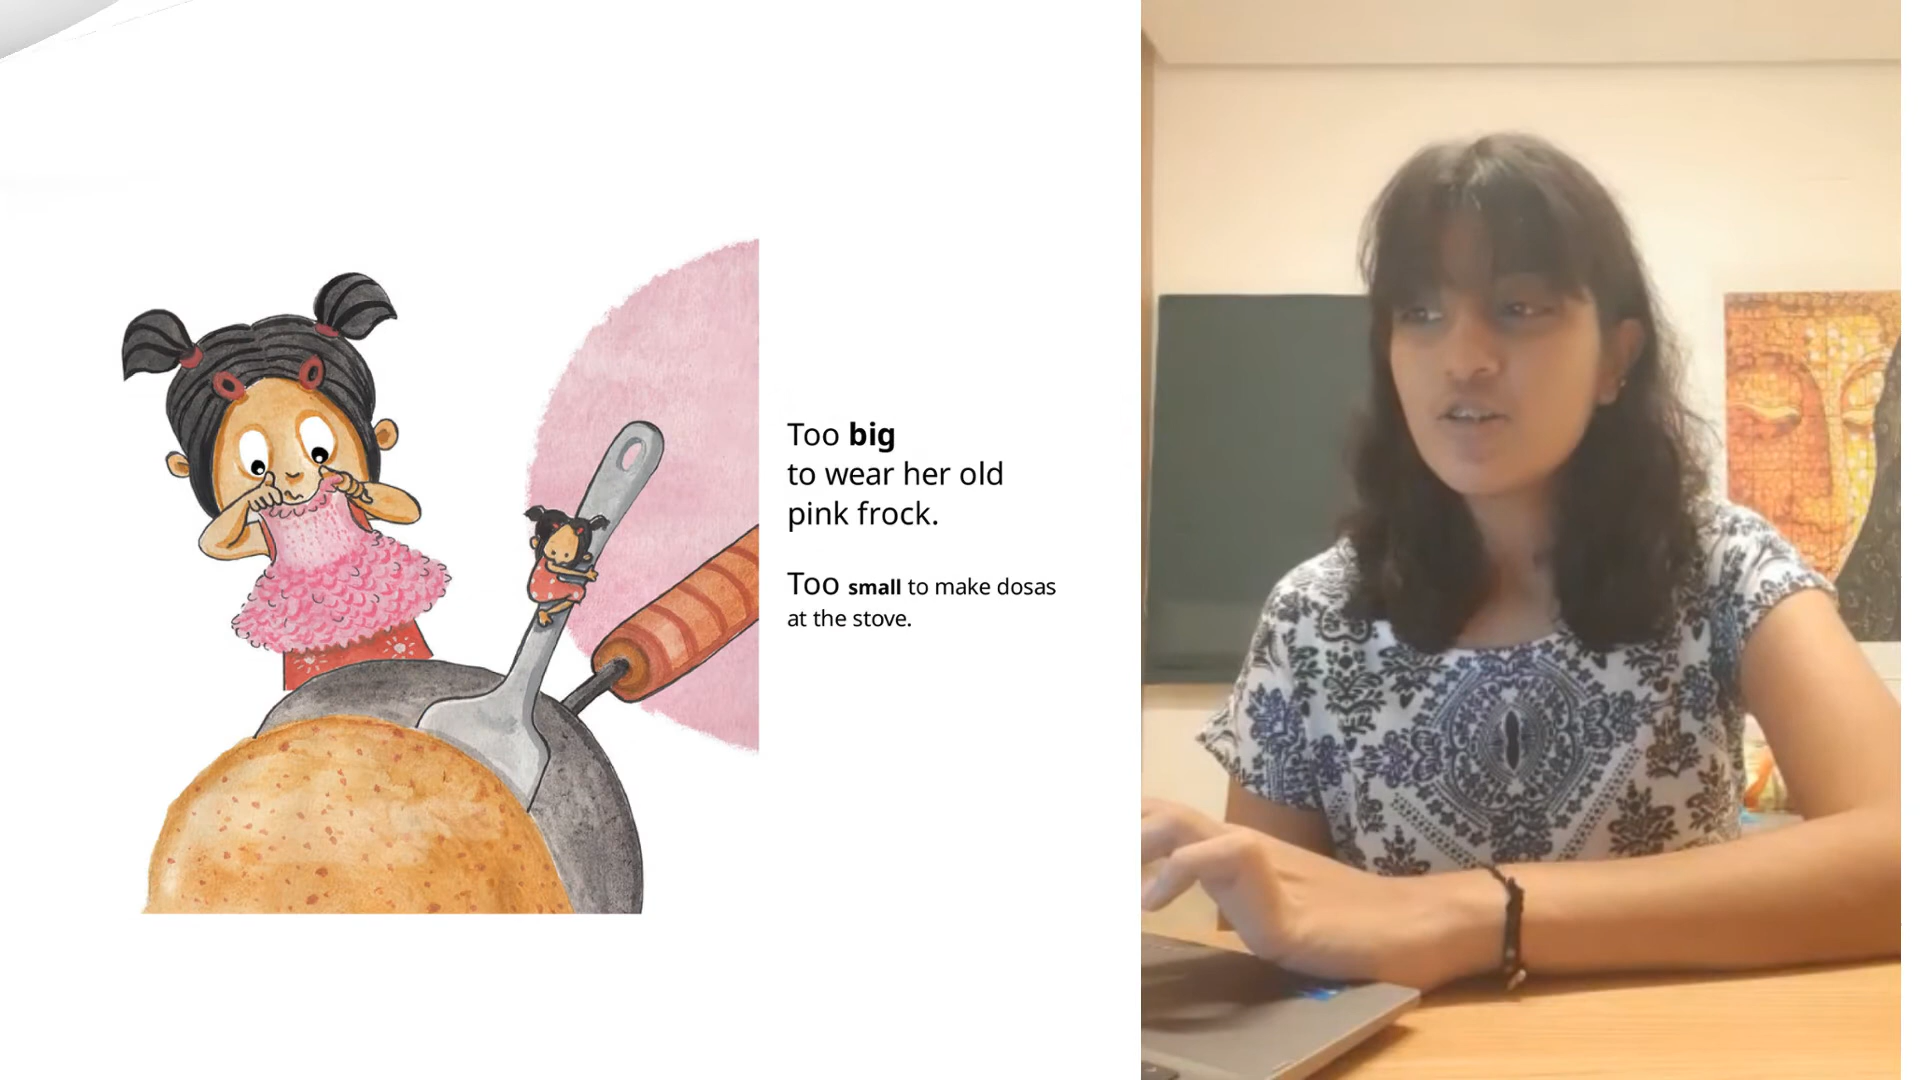 Too big
to wear her old
pink frock.
Too small to make dosas
at the stove.